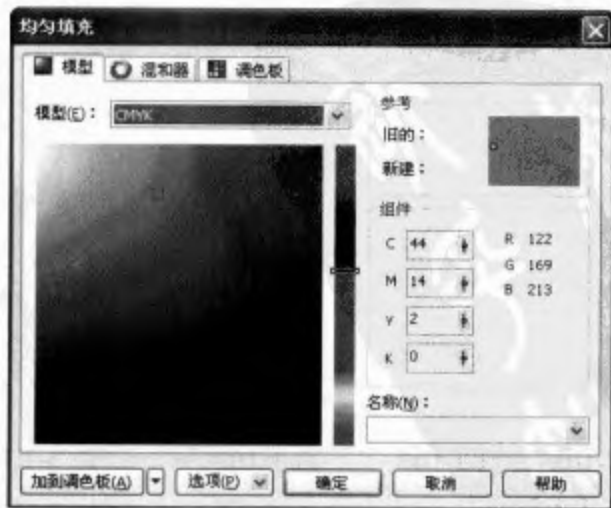 均匀填充
模型 混和器 调色板
模型(E)： CMYK
参考
旧的：
新建：
组件
C 44 R 122
M 14 G 169
B 213
Y 2
K 0
名称(N)：
加到调色板(A) 选项(P) 确定 取消 帮助